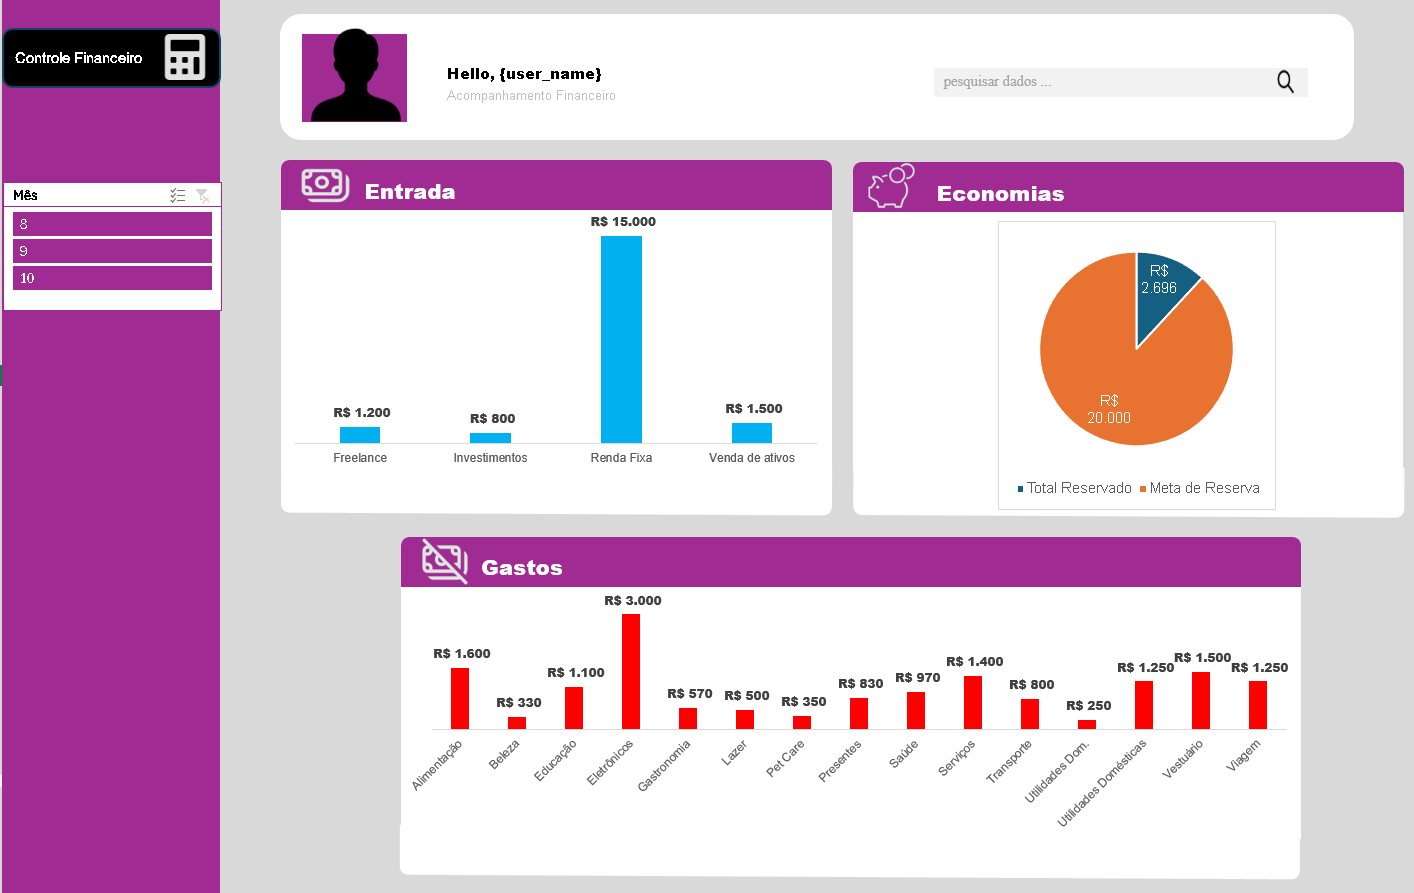 Controle Financeiro
Hello, {user_name}
Acompanhamento Financeiro
pesquisar dados ...
Mês
8
9
10
Entrada
R$ 15.000
R$ 1.200
R$ 800
R$ 1.500
Freelance
Investimentos
Renda Fixa
Venda de ativos
Economias
R$
2.696
R$
20.000
Total Reservado
Meta de Reserva
Gastos
R$ 1.600
R$ 330
R$ 1.100
R$ 3.000
R$ 570
R$ 500
R$ 350
R$ 830
R$ 970
R$ 1.400
R$ 800
R$ 250
R$ 1.250
R$ 1.500
R$ 1.250
Alimentação
Beleza
Educação
Eletrônicos
Gastronomia
Lazer
Pet Care
Presentes
Saúde
Serviços
Transporte
Utilidades Dom.
Utilidades Domésticas
Vestuário
Viagem